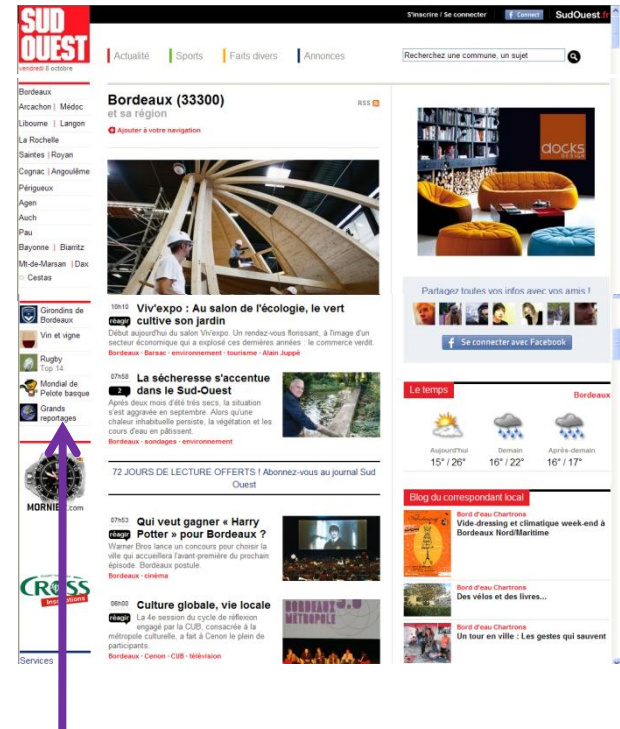 S'inscrire / Se connecter
Connect
SudOuest.fr
SUD
OUEST
vendredi 8 octobre
Actualité
Sports
Faits divers
Annonces
Recherchez une commune, un sujet
Bordeaux
Arcachon | Médoc
Libourne | Langon
La Rochelle
Saintes | Royan
Cognac | Angoulême
Périgueux
Agen
Auch
Pau
Bayonne | Biarritz
Mt-de-Marsan | Dax
Cestas
Girondins de
Bordeaux
Vin et vigne
Rugby
Top 14
Mondial de
Pelote basque
Grands
reportages
MORNIER.com
CROSS
Inscriptions
Services
Bordeaux (33300)
et sa région
RSS
Ajouter à votre navigation
10h10 Viv'expo : Au salon de l'écologie, le vert
réagir cultive son jardin
Début aujourd'hui du salon Viv'expo. Un rendez-vous florissant, à l'image d'un
secteur économique qui a explosé ces dernières années : le commerce verdit.
Bordeaux - Barsac - environnement - tourisme - Alain Juppé
07h58 La sécheresse s'accentue
2 dans le Sud-Ouest
Après deux mois d'été très secs, la situation
s'est aggravée en septembre. Alors qu'une
chaleur inhabituelle persiste, la végétation et les
cours d'eau en pâtissent.
Bordeaux - sondages - environnement
72 JOURS DE LECTURE OFFERTS ! Abonnez-vous au journal Sud
Ouest
07h53 Qui veut gagner « Harry
réagir Potter » pour Bordeaux ?
Warner Bros lance un concours pour choisir la
ville qui accueillera l'avant-première du prochain
épisode. Bordeaux postule.
Bordeaux - cinéma
06h00 Culture globale, vie locale
réagir La 4e session du cycle de réflexion
engagé par la CUB, consacrée à la
métropole culturelle, a fait à Cenon le plein de
participants.
Bordeaux - Cenon - CUB - télévision
BORDEAUX
METROPOLE
docks
DESIGN
Partagez toutes vos infos avec vos amis !
Se connecter avec Facebook
Le temps
Bordeaux
Aujourd'hui
Demain
Après-demain
15° / 26°
16° / 22°
16° / 17°
Blog du correspondant local
Bord d'eau Chartrons
Vide-dressing et climatique week-end à
Bordeaux Nord/Maritime
Bord d'eau Chartrons
Des vélos et des livres...
Bord d'eau Chartrons
Un tour en ville : Les gestes qui sauvent